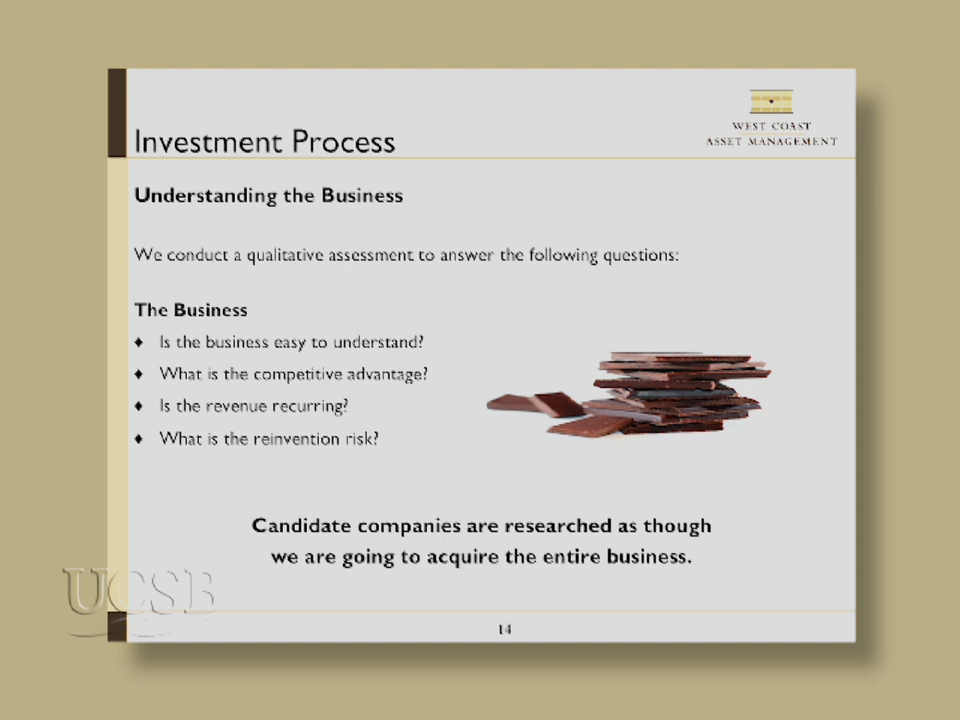 WEST COAST
ASSET MANAGEMENT
Investment Process
Understanding the Business
We conduct a qualitative assessment to answer the following questions:
The Business
♦ Is the business easy to understand?
♦ What is the competitive advantage?
♦ Is the revenue recurring?
♦ What is the reinvention risk?
Candidate companies are researched as though
we are going to acquire the entire business.
UCSB
14